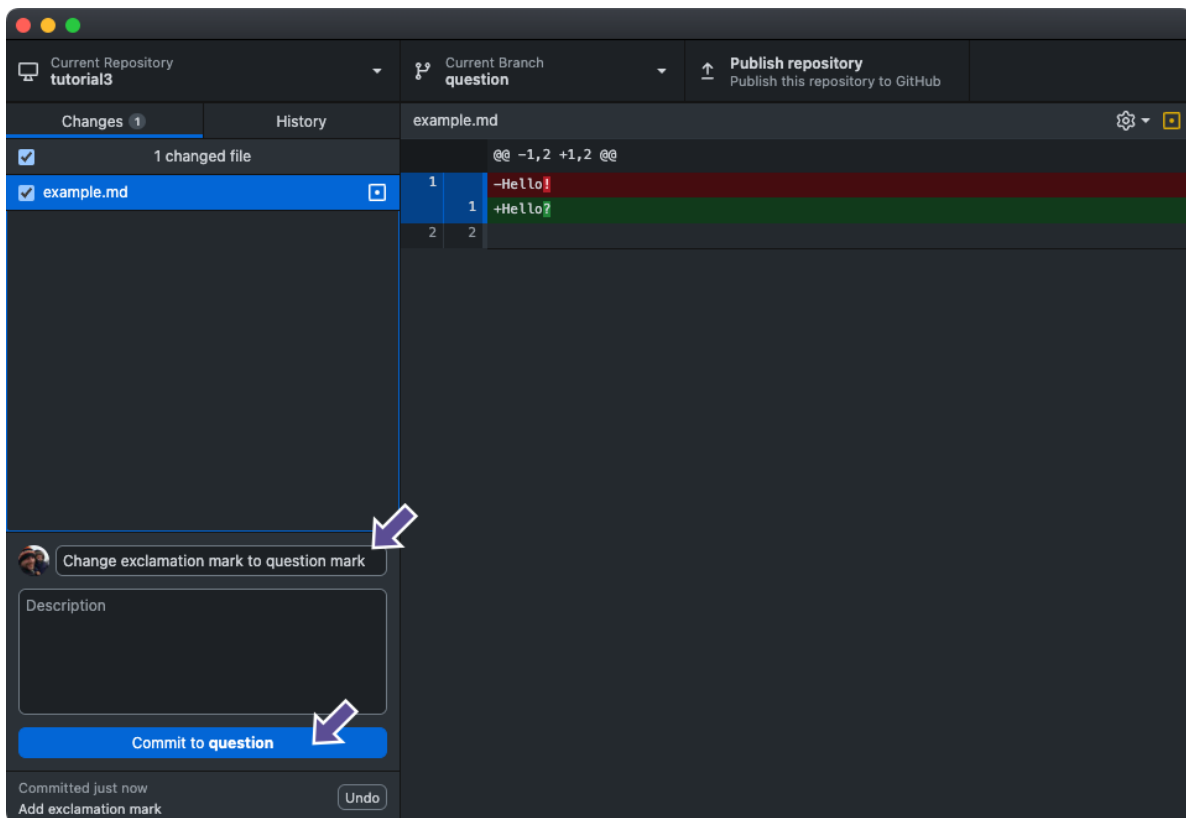 Current Repository
tutorial3
Current Branch
question
Publish repository
Publish this repository to GitHub
Changes 1
History
example.md
1 changed file
@@ -1,2 +1,2 @@
example.md
1 -Hello!
1 +Hello?
2 2
Change exclamation mark to question mark
Description
Commit to question
Committed just now
Add exclamation mark
Undo